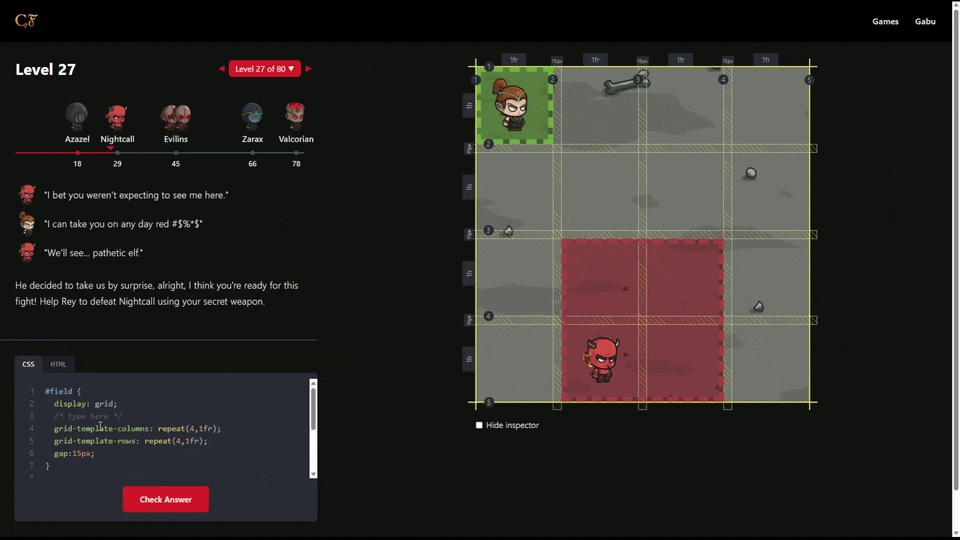 CF
Games Gabu
Level 27
Level 27 of 80 ▼
Azazel Nightcall Evilins Zarax Valcorian
18 29 45 66 78
"I bet you weren't expecting to see me here."
"I can take you on any day red #$%*$"
"We'll see... pathetic elf."
He decided to take us by surprise, alright, I think you're ready for this
fight! Help Rey to defeat Nightcall using your secret weapon.
CSS HTML
1 #field {
2 display: grid;
3 /* type here */
4 grid-template-columns: repeat(4,1fr);
5 grid-template-rows: repeat(4,1fr);
6 gap:15px;
7 }
Check Answer
1fr 15px 1fr 15px 1fr 15px 1fr
1
1 2 3 4 5
1fr
2
15px
1fr
3
15px
1fr
4
15px
1fr
5
Hide inspector